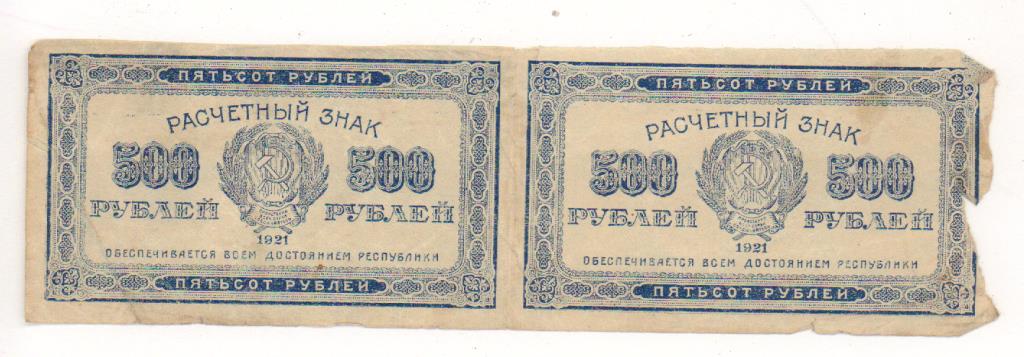 ПЯТЬСОТ РУБЛЕЙ
РАСЧЕТНЫЙ ЗНАК
500 500
РУБЛЕЙ РУБЛЕЙ
1921
ОБЕСПЕЧИВАЕТСЯ ВСЕМ ДОСТОЯНИЕМ РЕСПУБЛИКИ
ПЯТЬСОТ РУБЛЕЙ
ПЯТЬСОТ РУБЛЕЙ
РАСЧЕТНЫЙ ЗНАК
500 500
РУБЛЕЙ РУБЛЕЙ
1921
ОБЕСПЕЧИВАЕТСЯ ВСЕМ ДОСТОЯНИЕМ РЕСПУБЛИКИ
ПЯТЬСОТ РУБЛЕЙ